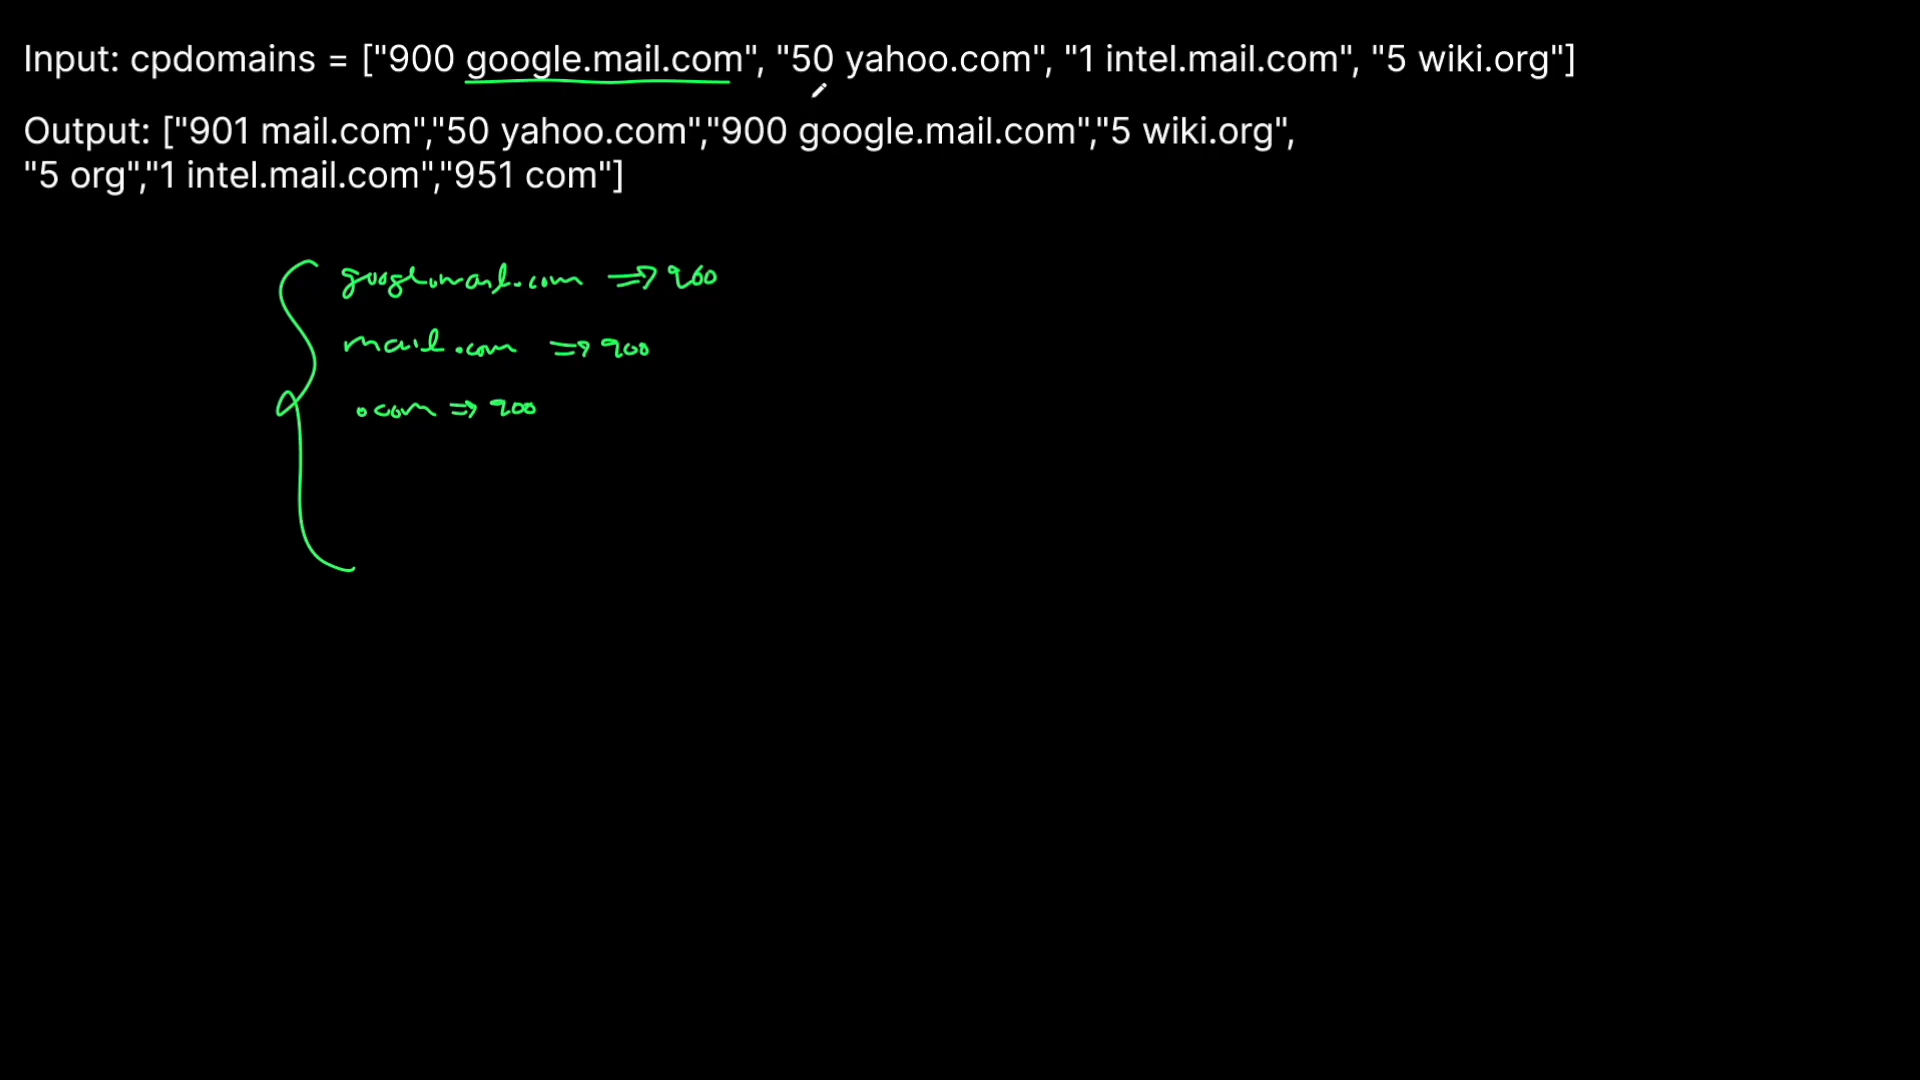 Input: cpdomains = ["900 google.mail.com", "50 yahoo.com", "1 intel.mail.com", "5 wiki.org"]
Output: ["901 mail.com","50 yahoo.com","900 google.mail.com","5 wiki.org",
"5 org","1 intel.mail.com","951 com"]
google.mail.com => 900
mail.com => 900
.com => 900